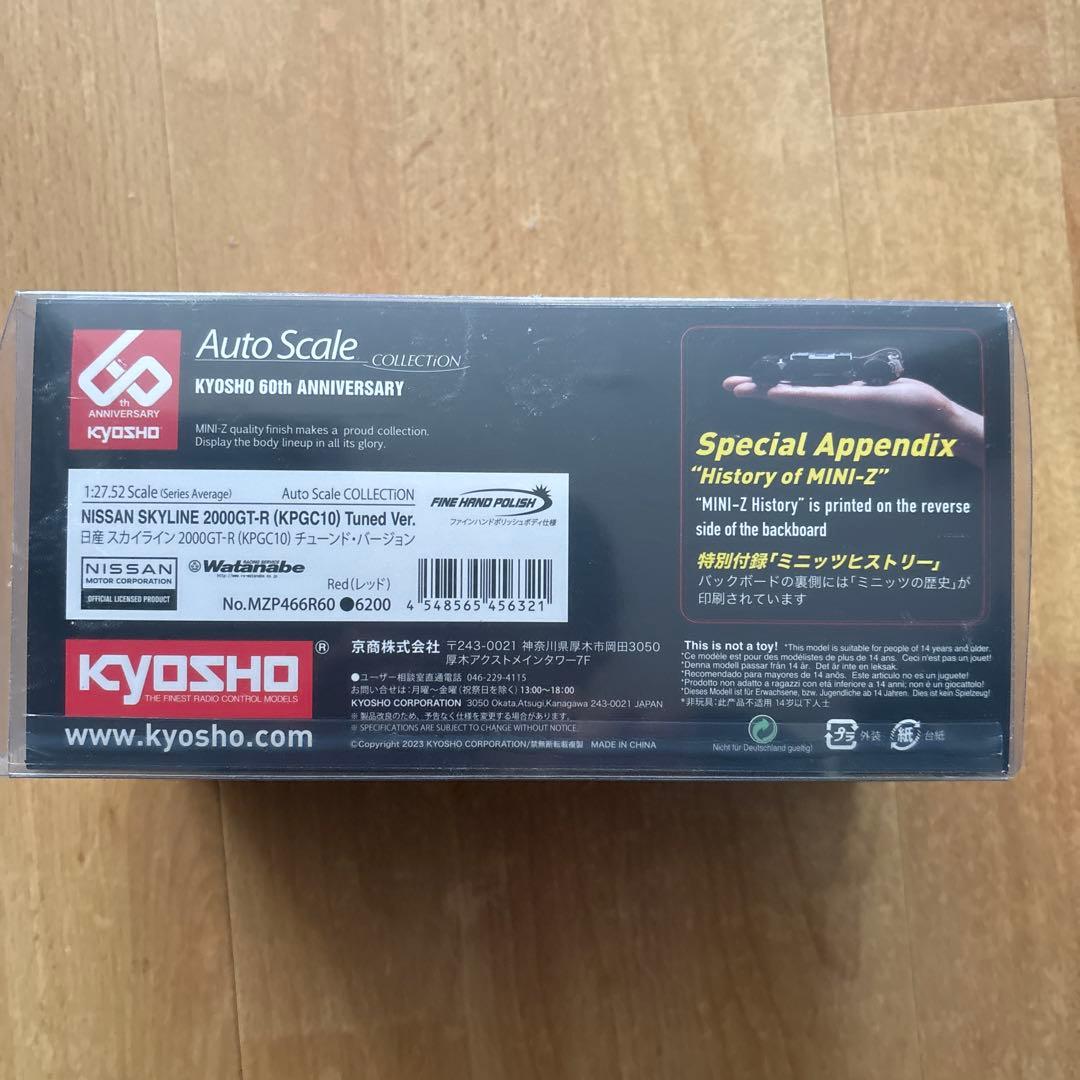 60th
ANNIVERSARY
KYOSHO
Auto Scale COLLECTiON
KYOSHO 60th ANNIVERSARY
MINI-Z quality finish makes a proud collection.
Display the body lineup in all its glory.
1:27.52 Scale (Series Average) Auto Scale COLLECTiON
NISSAN SKYLINE 2000GT-R (KPGC10) Tuned Ver.
日産 スカイライン 2000GT-R (KPGC10) チューンド・バージョン
FINE HAND POLISH
ファインハンドポリッシュボディ仕様
NISSAN
MOTOR CORPORATION
OFFICIAL LICENSED PRODUCT
RACING SERVICE
Watanabe
http://www.rs-watanabe.co.jp
Red(レッド)
No.MZP466R60 ●6200
4 548565 456321
KYOSHO ®
THE FINEST RADIO CONTROL MODELS
www.kyosho.com
京商株式会社 〒243-0021 神奈川県厚木市岡田3050
厚木アクストメインタワー7F
●ユーザー相談室直通電話 046-229-4115
お問い合せは:月曜〜金曜(祝祭日を除く)13:00〜18:00
KYOSHO CORPORATION 3050 Okata,Atsugi,Kanagawa 243-0021 JAPAN
※ 製品改良のため、予告なく仕様を変更する場合があります。
※ SPECIFICATIONS ARE SUBJECT TO CHANGE WITHOUT NOTICE.
©Copyright 2023 KYOSHO CORPORATION/禁無断転載複製 MADE IN CHINA
Special Appendix
“History of MINI-Z”
“MINI-Z History” is printed on the reverse
side of the backboard
特別付録「ミニッツヒストリー」
バックボードの裏側には「ミニッツの歴史」が
印刷されています
This is not a toy! *This model is suitable for people of 14 years and older.
*Ce modèle est pour des modélistes de plus de 14 ans. Ceci n'est pas un jouet!
*Denna modell passar från 14 år. Det är inte en leksak.
*Recomendado para mayores de 14 años. Este articulo no es un juguete!
*Prodotto non adatto a ragazzi con età inferiore a 14 anni; non è un giocattolo!
*Dieses Modell ist für Erwachsene, bzw. Jugendliche ab 14 Jahren. Dies ist kein Spielzeug!
*非玩具:此产品不适用 14岁以下人士
Nicht für Deutschland gueltig!
プラ 外装
紙 台紙